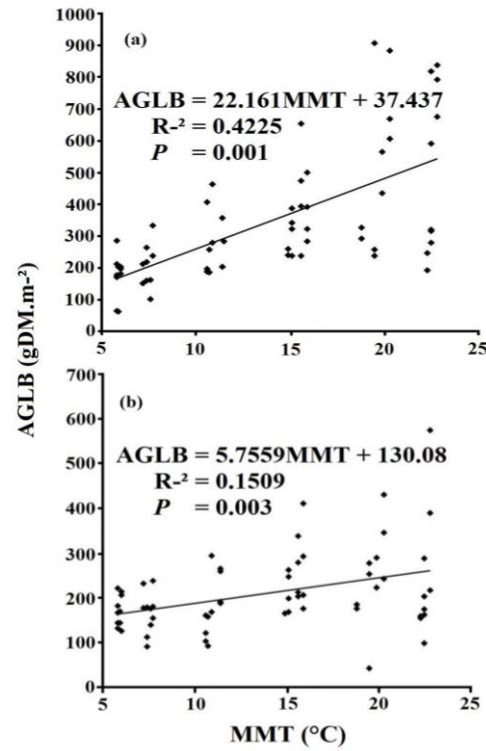 AGLB (gDM.m-²)
1000
(a)
900
800
AGLB = 22.161MMT + 37.437
700
R-² = 0.4225
600
P = 0.001
500
400
300
200
100
0
5 10 15 20 25
700
(b)
600
AGLB = 5.7559MMT + 130.08
500
R-² = 0.1509
400
P = 0.003
300
200
100
0
5 10 15 20 25
MMT (°C)